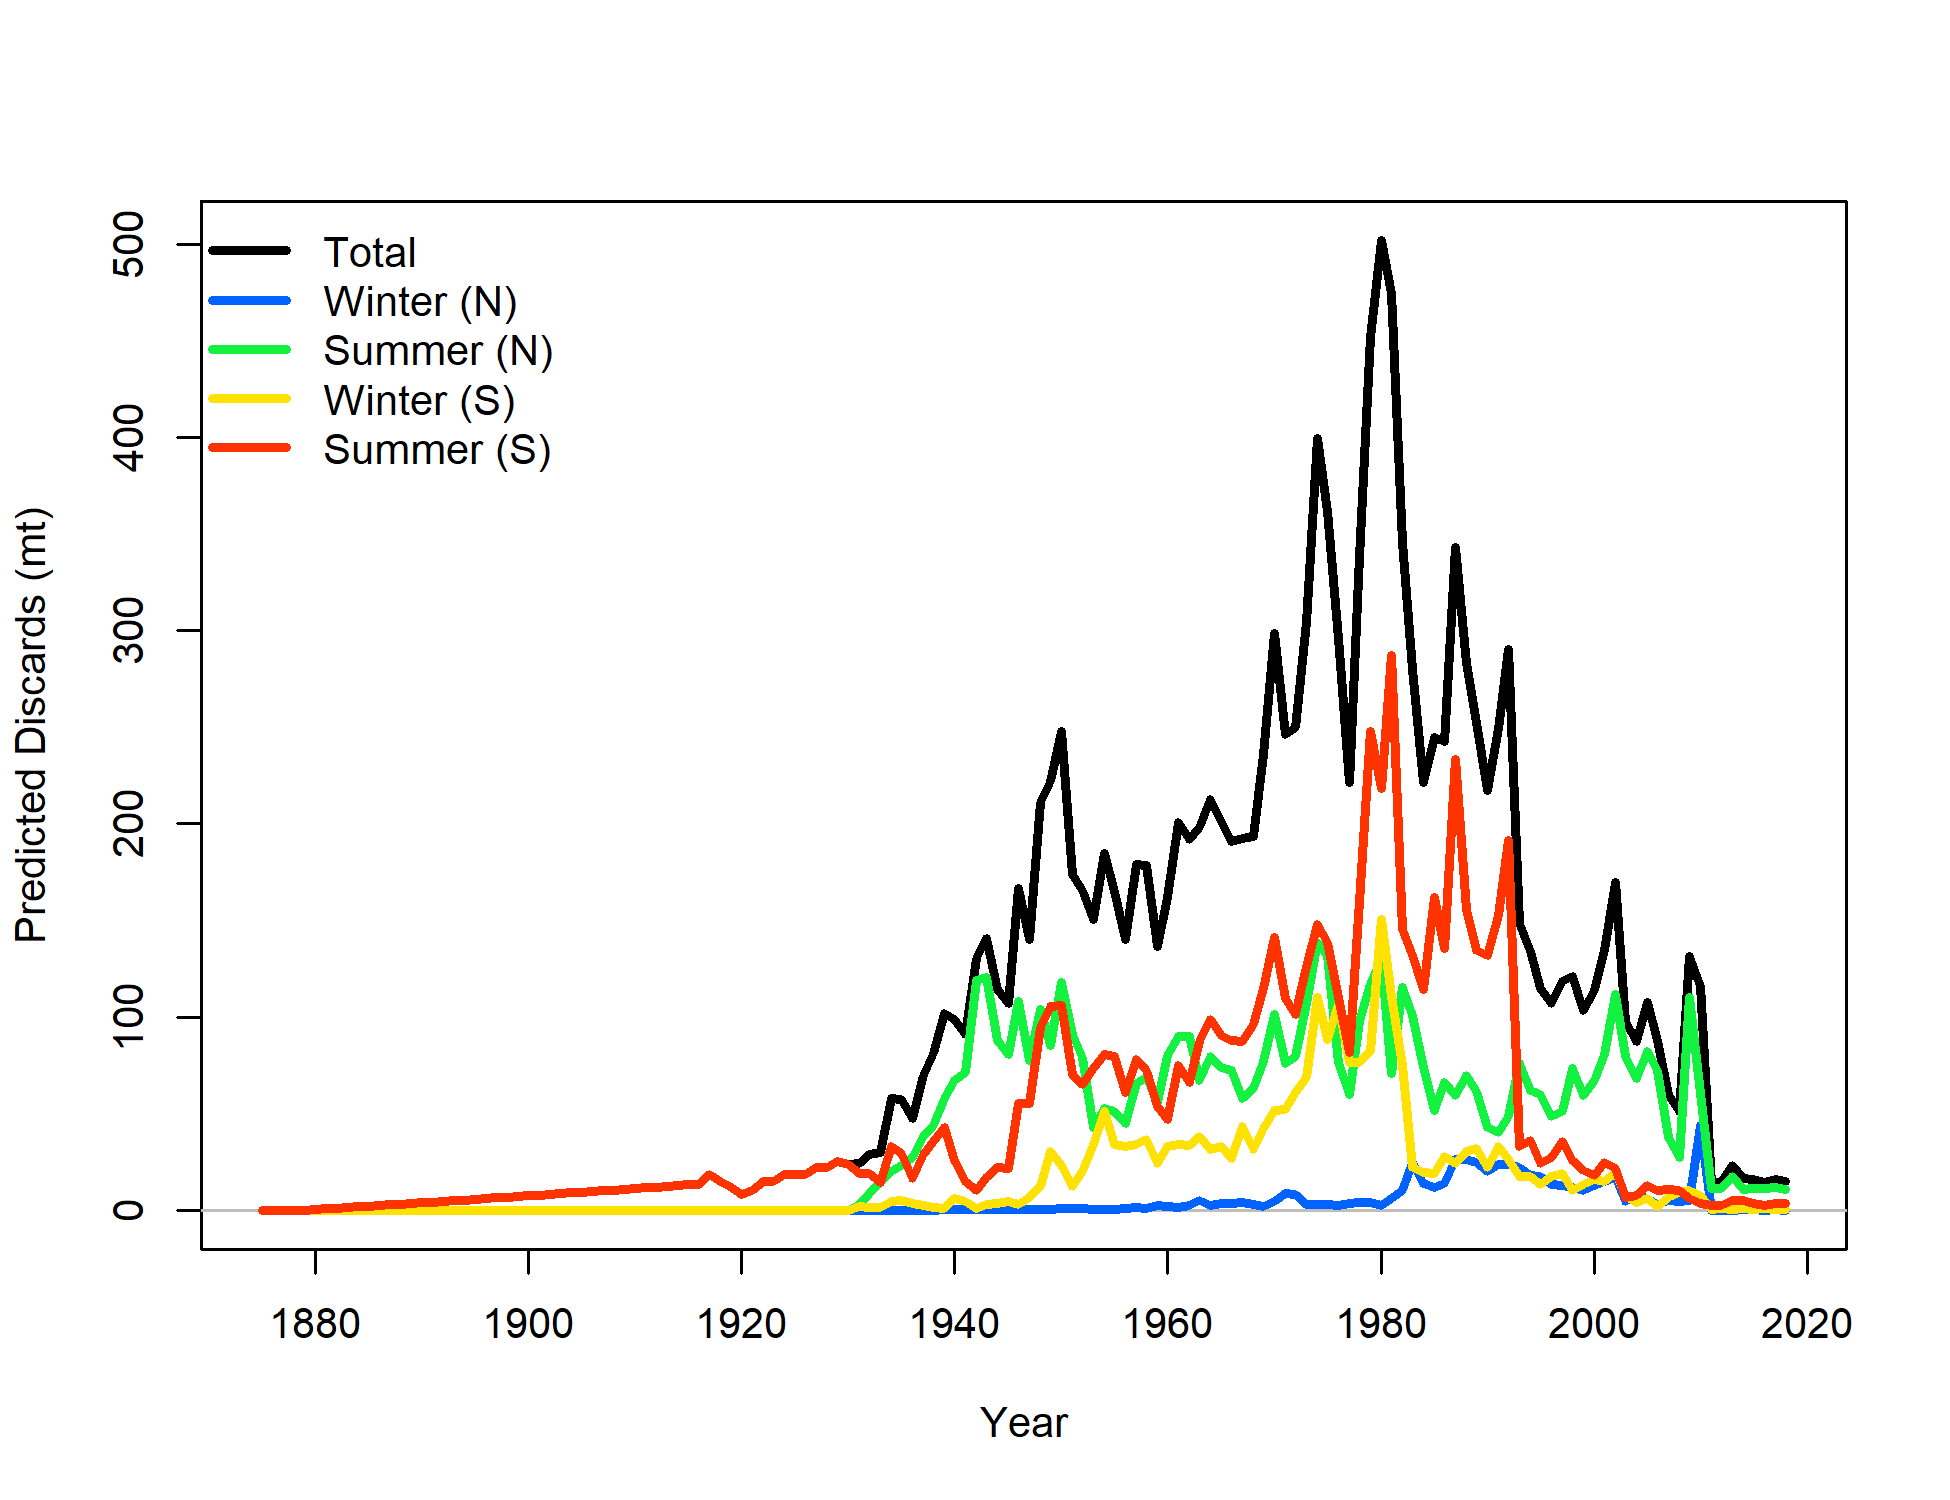 Total
Winter (N)
Summer (N)
Winter (S)
Summer (S)
Predicted Discards (mt)
500
400
300
200
100
0
1880 1900 1920 1940 1960 1980 2000 2020
Year